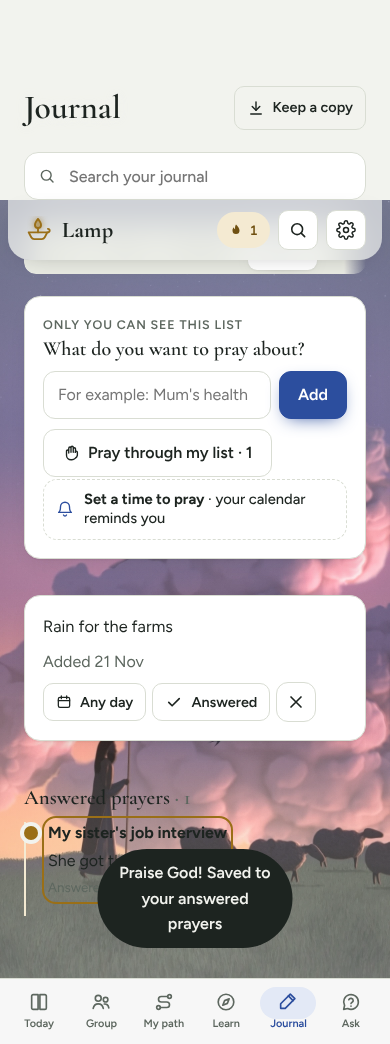 Journal
Keep a copy
Search your journal
Lamp
1
ONLY YOU CAN SEE THIS LIST
What do you want to pray about?
For example: Mum's health
Add
Pray through my list · 1
Set a time to pray · your calendar
reminds you
Rain for the farms
Added 21 Nov
Any day
Answered
Answered prayers · 1
My sister's job interview
She got
Praise God! Saved to
your answered
prayers
Today
Group
My path
Learn
Journal
Ask